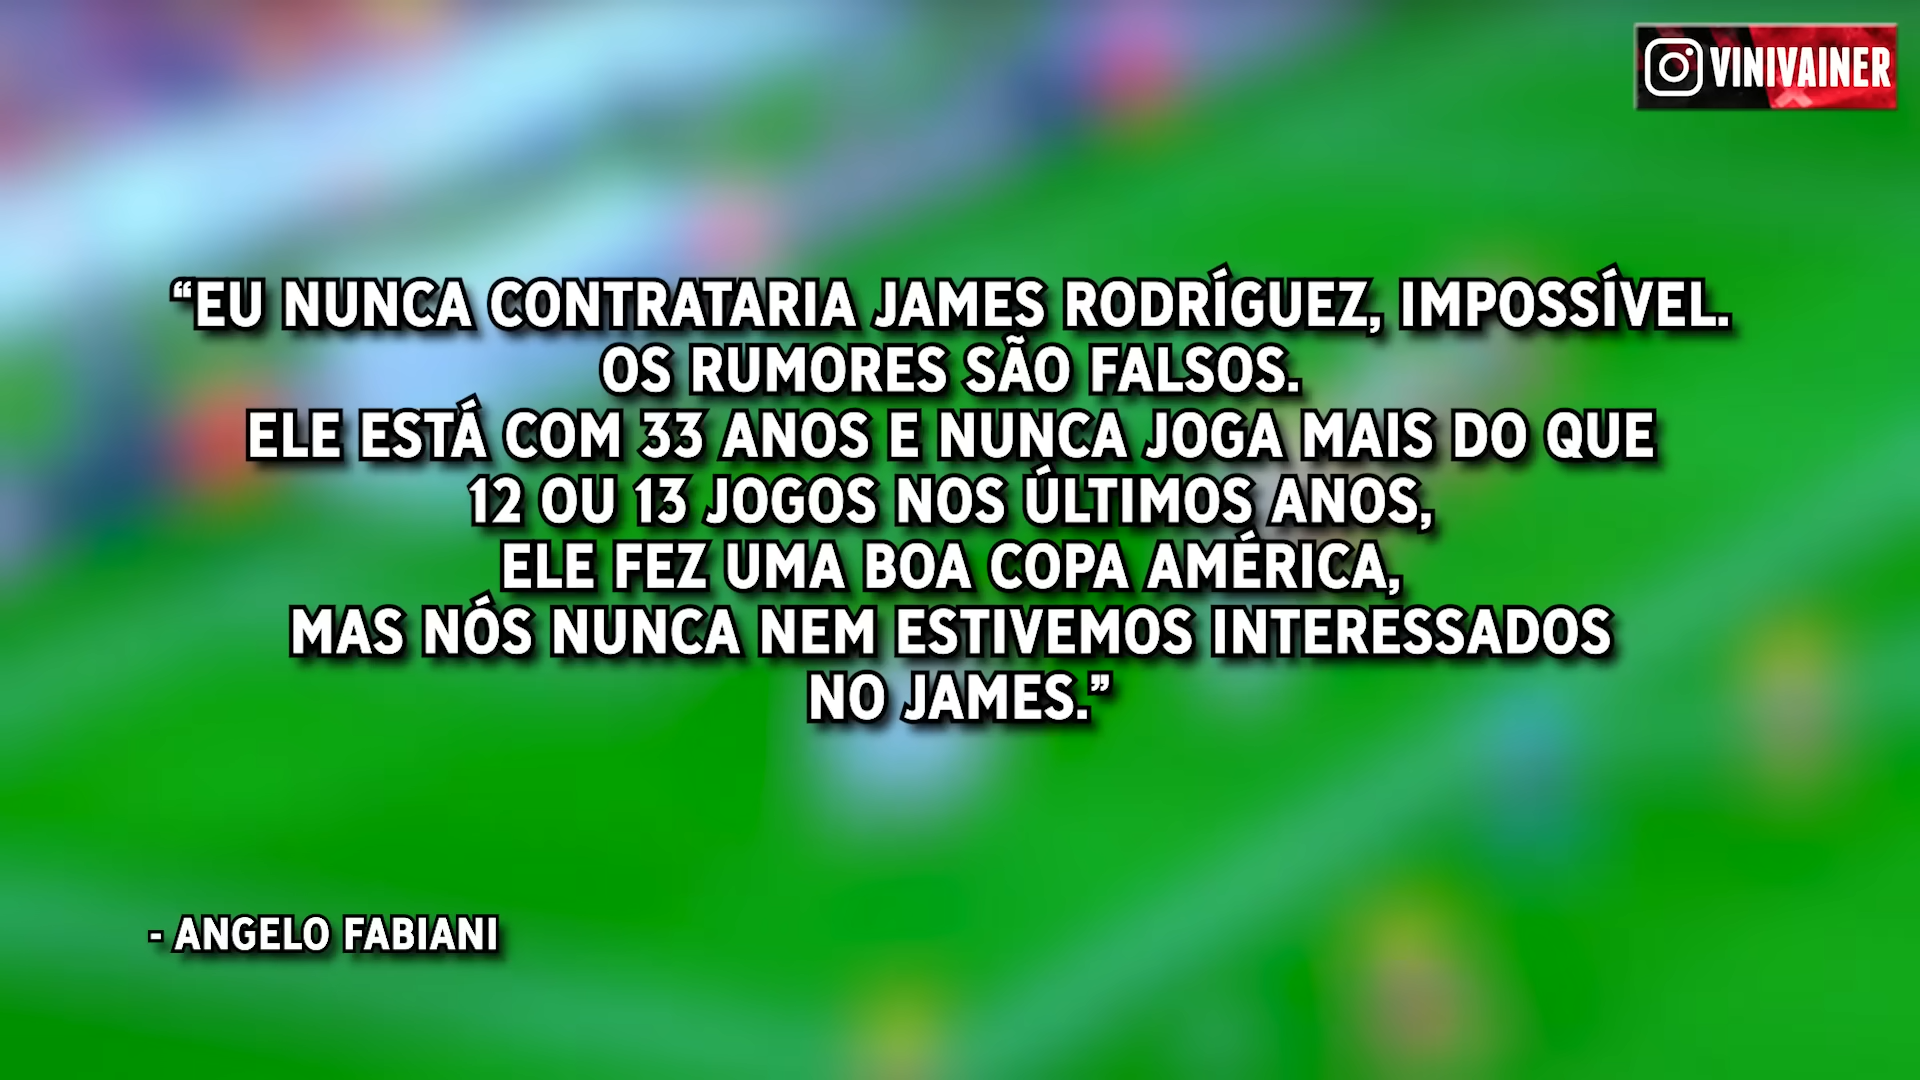 VINIVAINER
“EU NUNCA CONTRATARIA JAMES RODRÍGUEZ, IMPOSSÍVEL.
OS RUMORES SÃO FALSOS.
ELE ESTÁ COM 33 ANOS E NUNCA JOGA MAIS DO QUE
12 OU 13 JOGOS NOS ÚLTIMOS ANOS,
ELE FEZ UMA BOA COPA AMÉRICA,
MAS NÓS NUNCA NEM ESTIVEMOS INTERESSADOS
NO JAMES.”
- ANGELO FABIANI